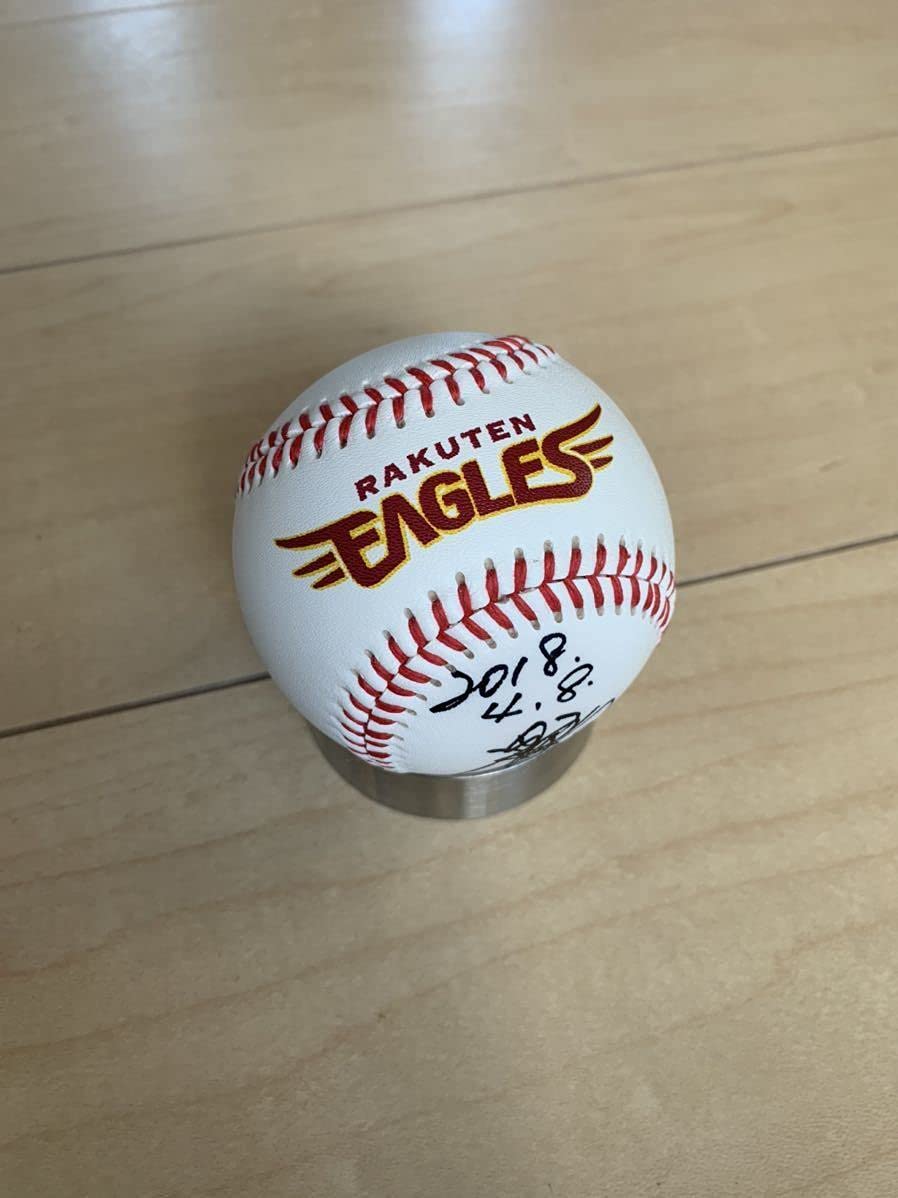 RAKUTEN
EAGLES
2018.
4.8.